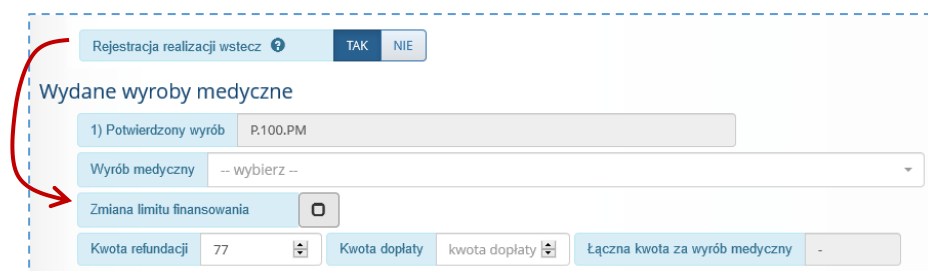 Rejestracja realizacji wstecz ? TAK NIE
Wydane wyroby medyczne
1) Potwierdzony wyrób P.100.PM
Wyrób medyczny -- wybierz --
Zmiana limitu finansowania
Kwota refundacji 77 Kwota dopłaty kwota dopłaty Łączna kwota za wyrób medyczny -